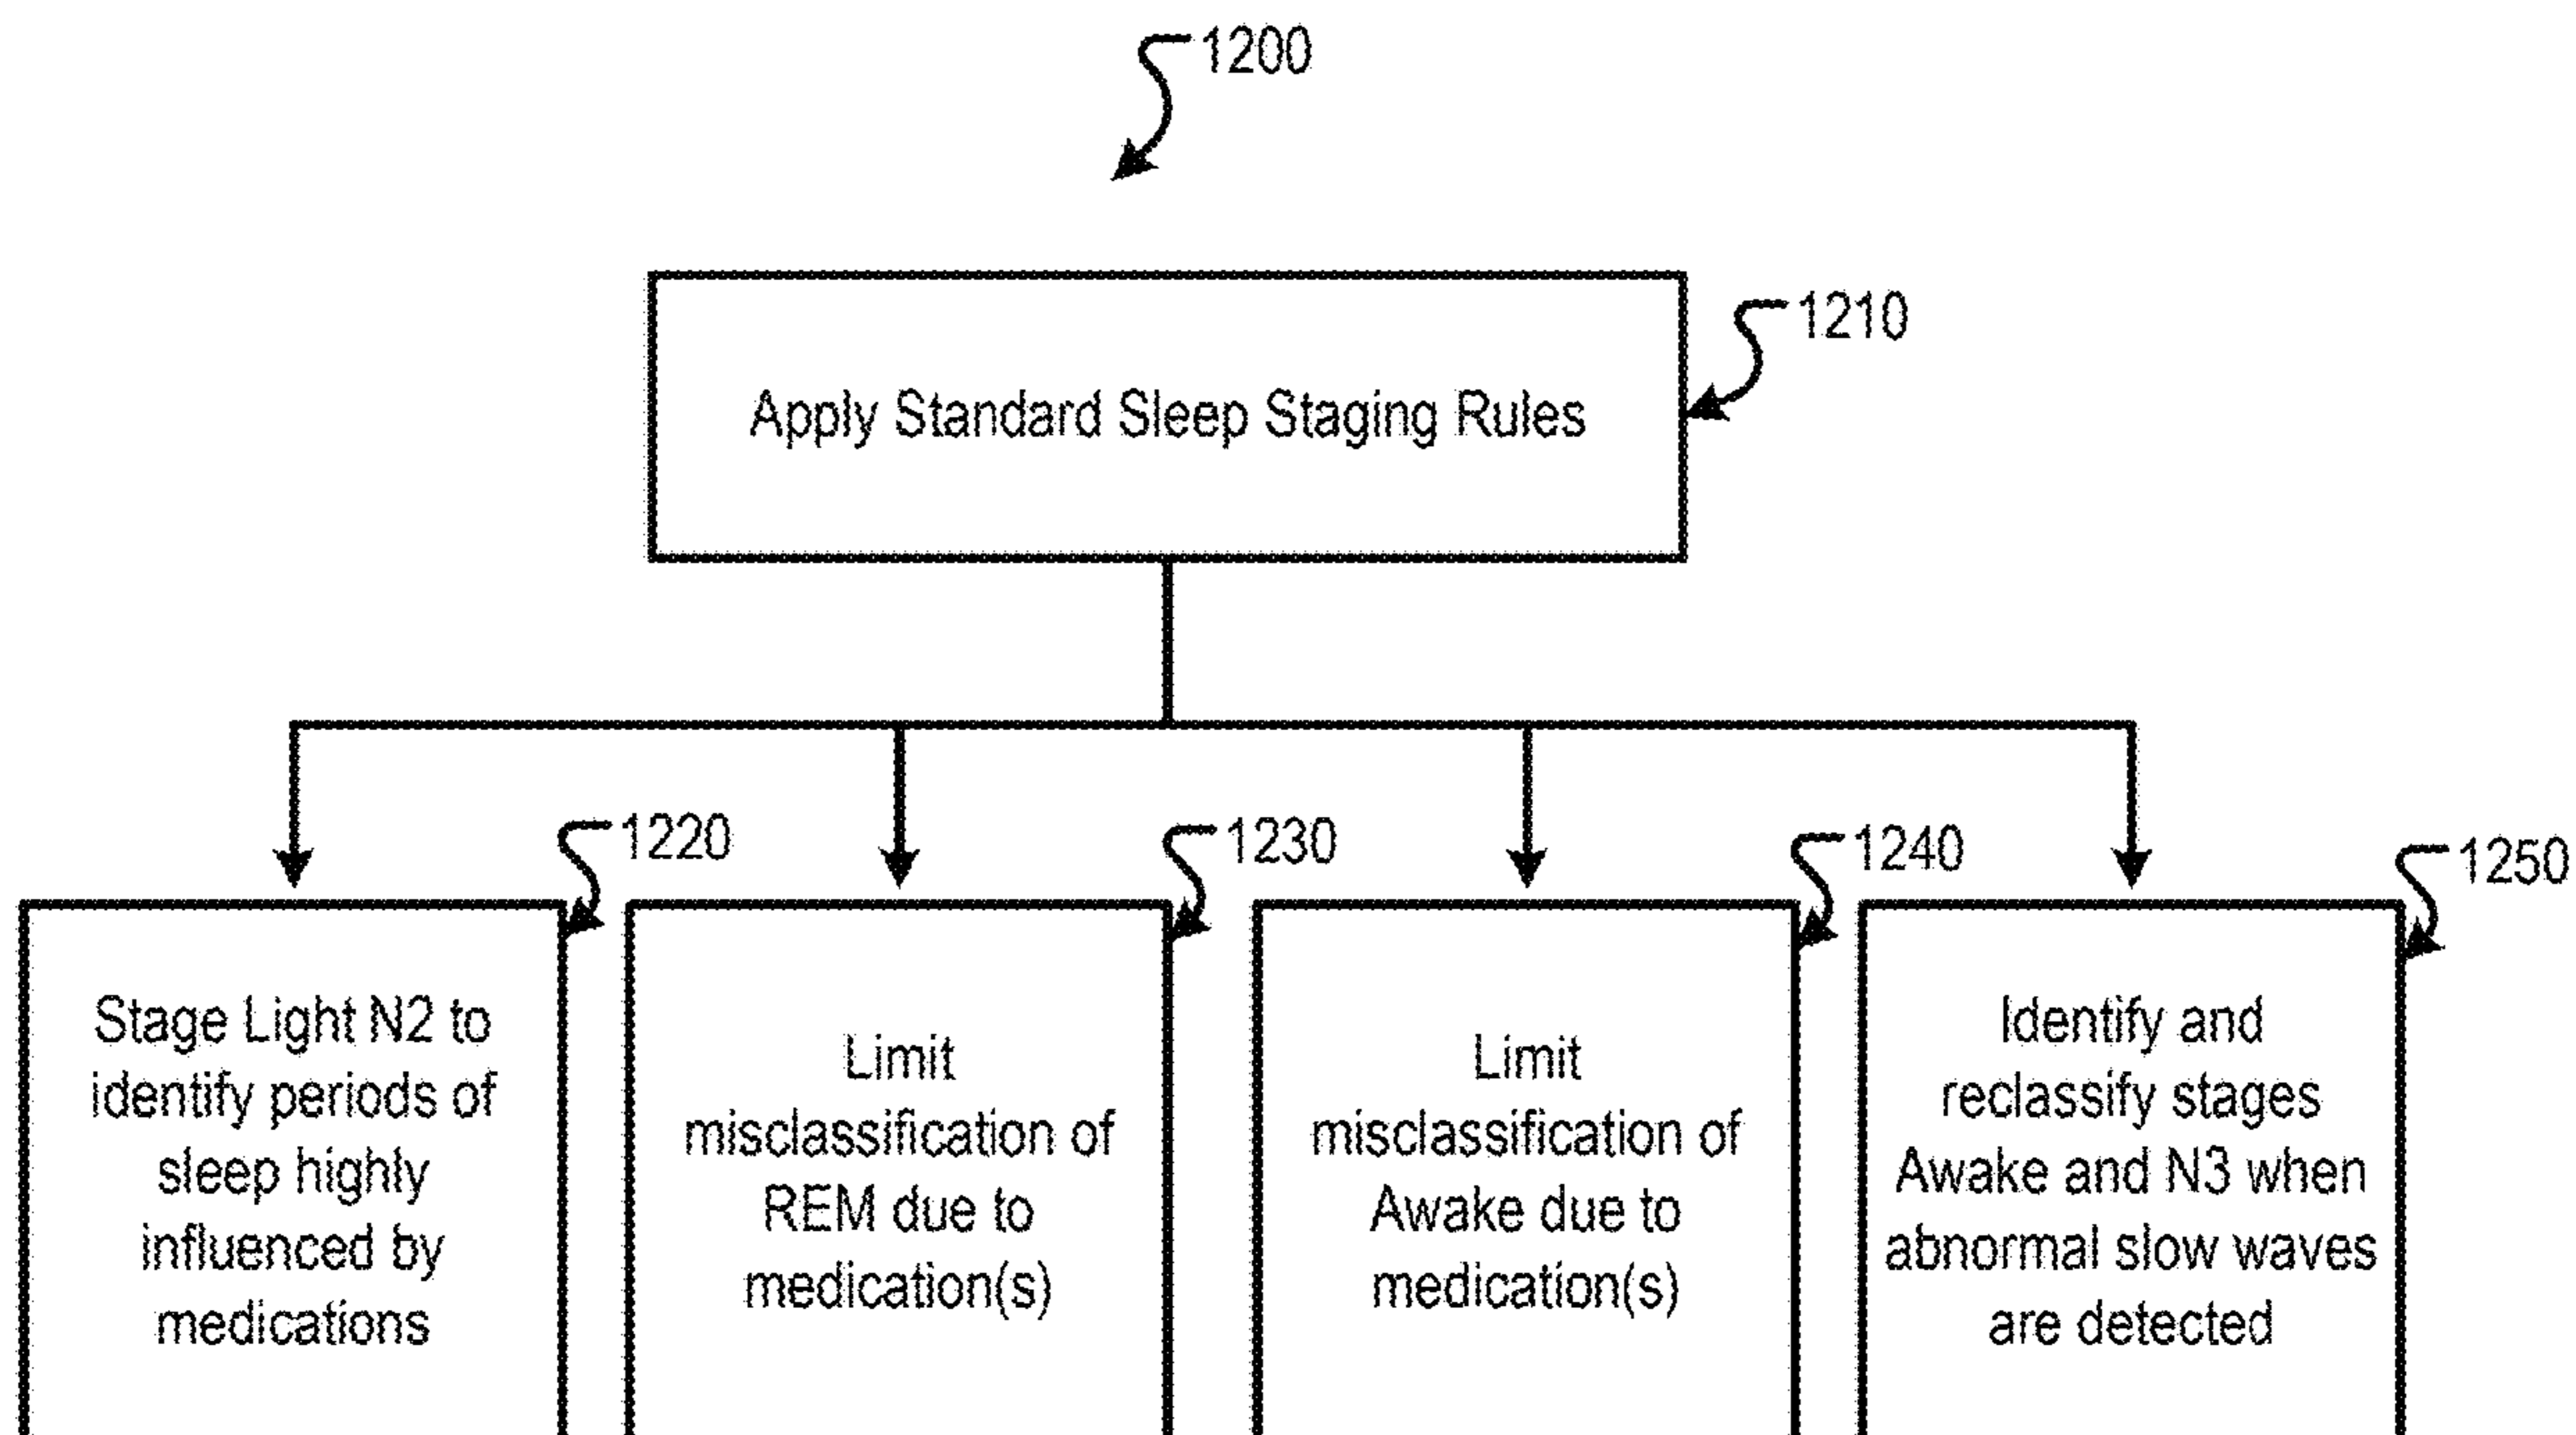 1200
1210
Apply Standard Sleep Staging Rules
1220
1230
1240
1250
Stage Light N2 to
identify periods of
sleep highly
influenced by
medications
Limit
misclassification of
REM due to
medication(s)
Limit
misclassification of
Awake due to
medication(s)
Identify and
reclassify stages
Awake and N3 when
abnormal slow waves
are detected